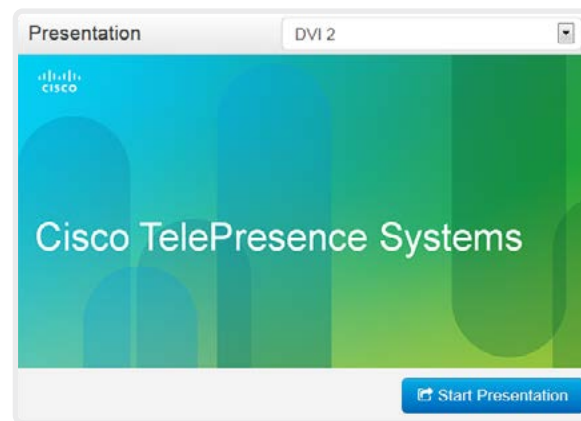 Presentation
DVI 2
CISCO
Cisco TelePresence Systems
Start Presentation